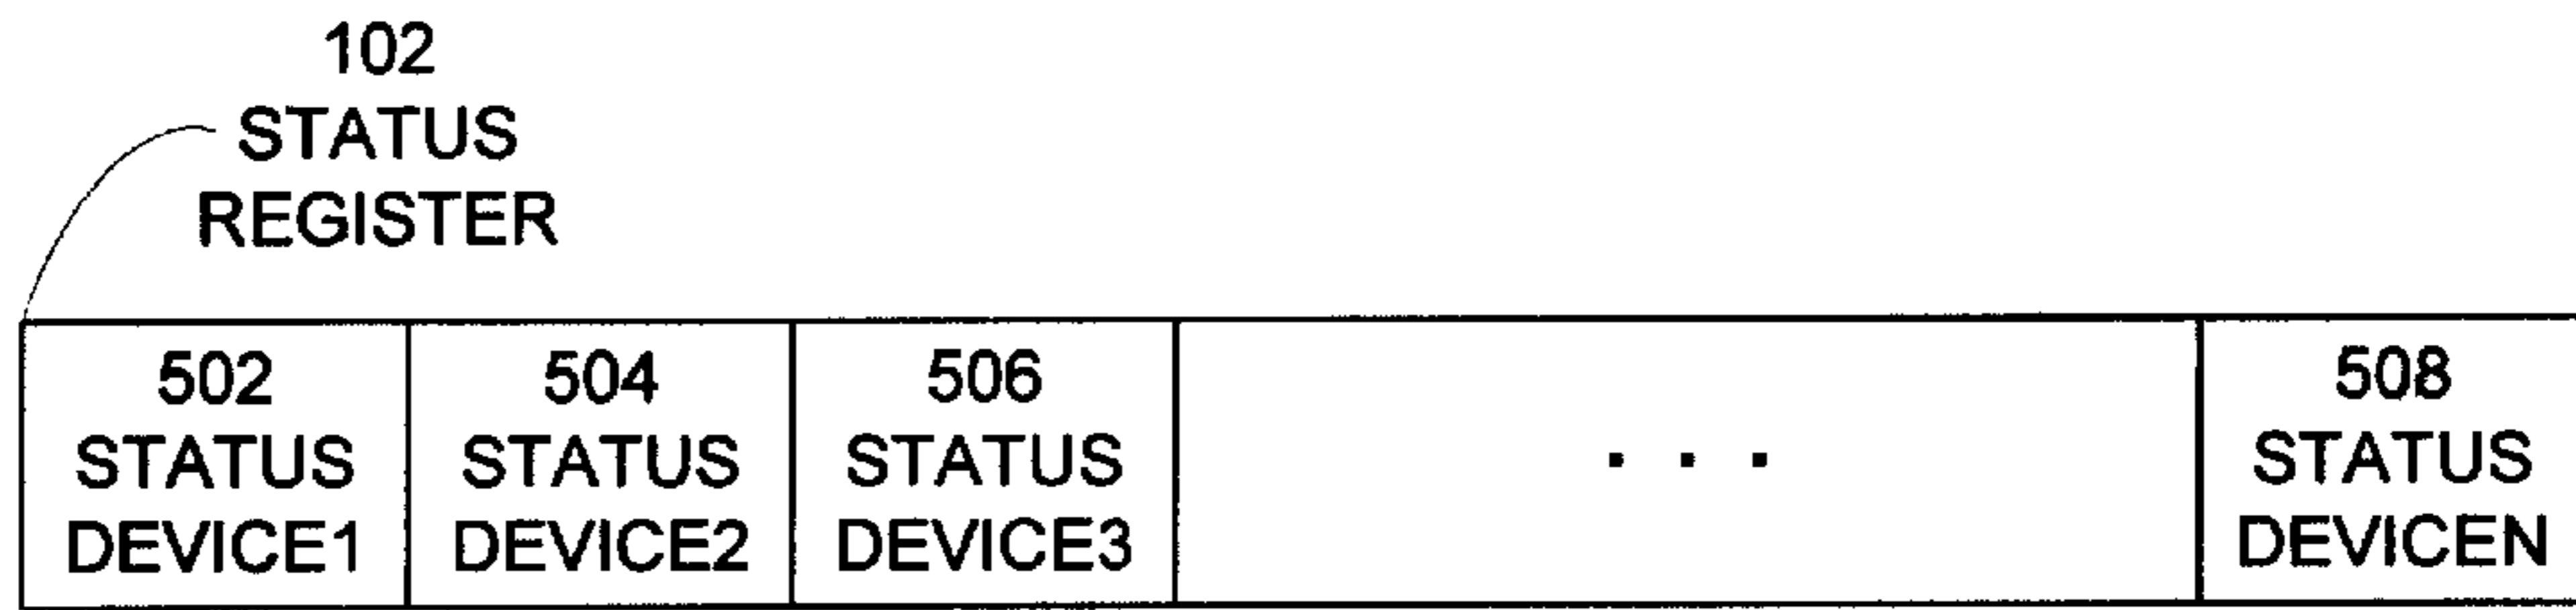 102
STATUS
REGISTER
502
STATUS
DEVICE1
504
STATUS
DEVICE2
506
STATUS
DEVICE3
. . .
508
STATUS
DEVICEN